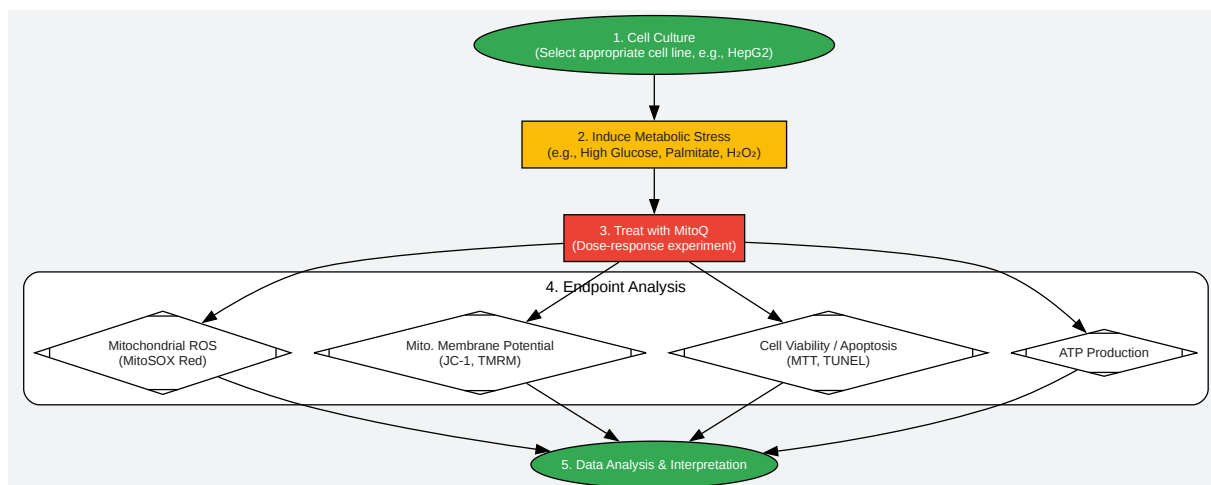 1. Cell Culture
(Select appropriate cell line, e.g., HepG2)
2. Induce Metabolic Stress
(e.g., High Glucose, Palmitate, H₂O₂)
3. Treat with MitoQ
(Dose-response experiment)
4. Endpoint Analysis
Mitochondrial ROS
(MitoSOX Red)
Mito. Membrane Potential
(JC-1, TMRM)
Cell Viability / Apoptosis
(MTT, TUNEL)
ATP Production
5. Data Analysis & Interpretation